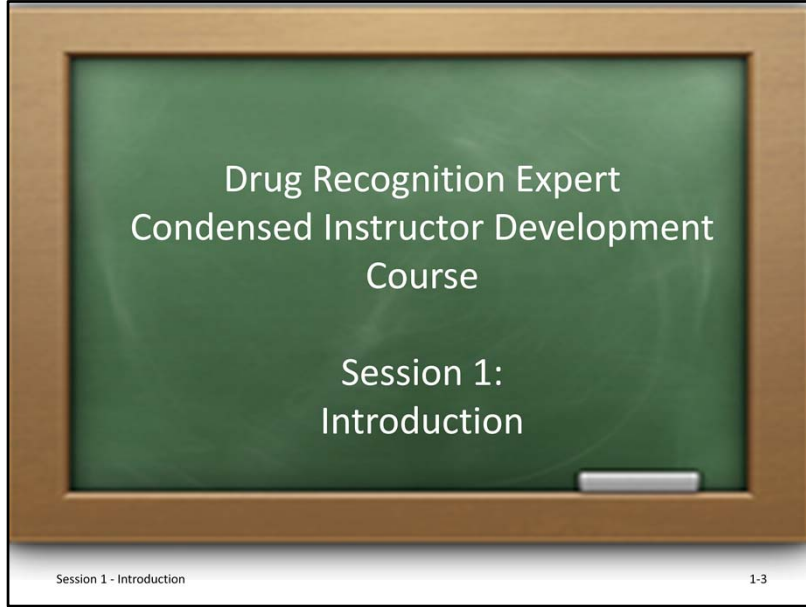 Drug Recognition Expert
Condensed Instructor Development
Course
Session 1:
Introduction
Session 1 - Introduction
1-3